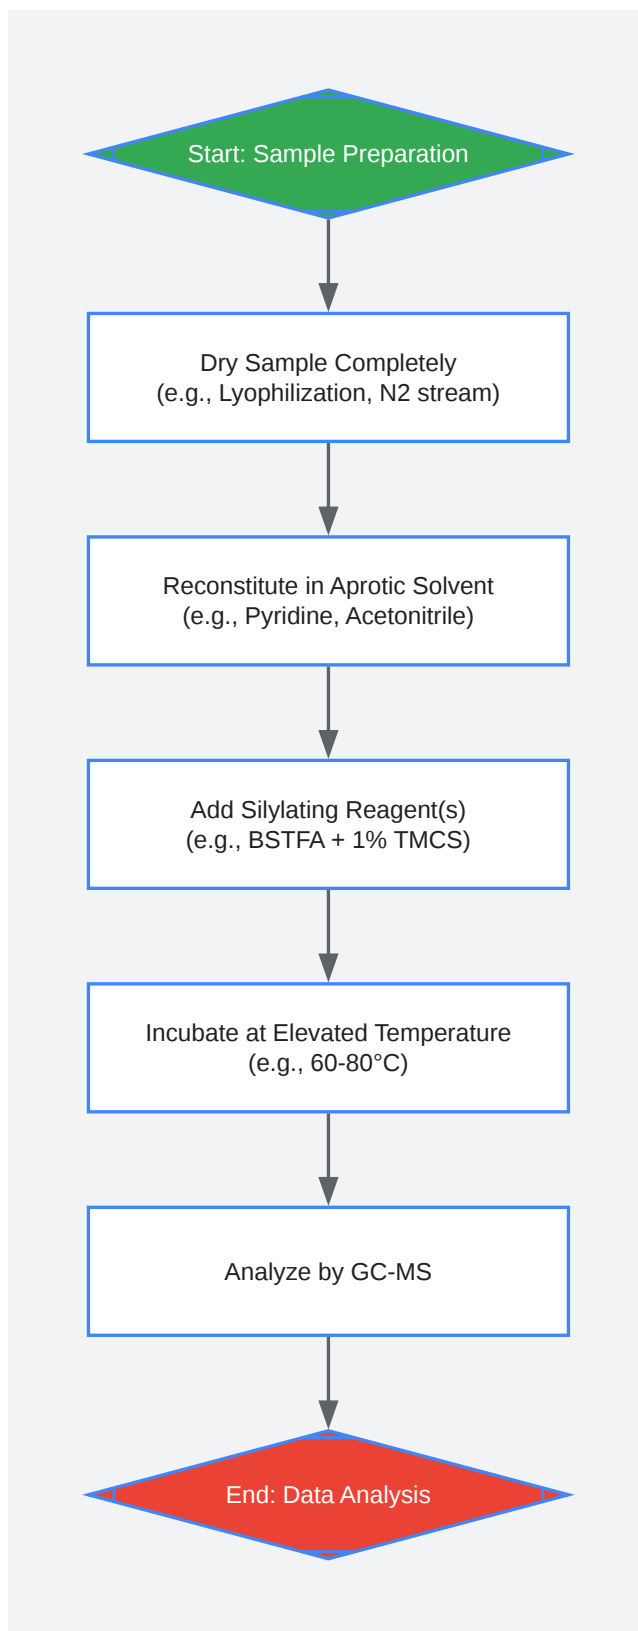 Start: Sample Preparation
Dry Sample Completely
(e.g., Lyophilization, N2 stream)
Reconstitute in Aprotic Solvent
(e.g., Pyridine, Acetonitrile)
Add Silylating Reagent(s)
(e.g., BSTFA + 1% TMCS)
Incubate at Elevated Temperature
(e.g., 60-80°C)
Analyze by GC-MS
End: Data Analysis